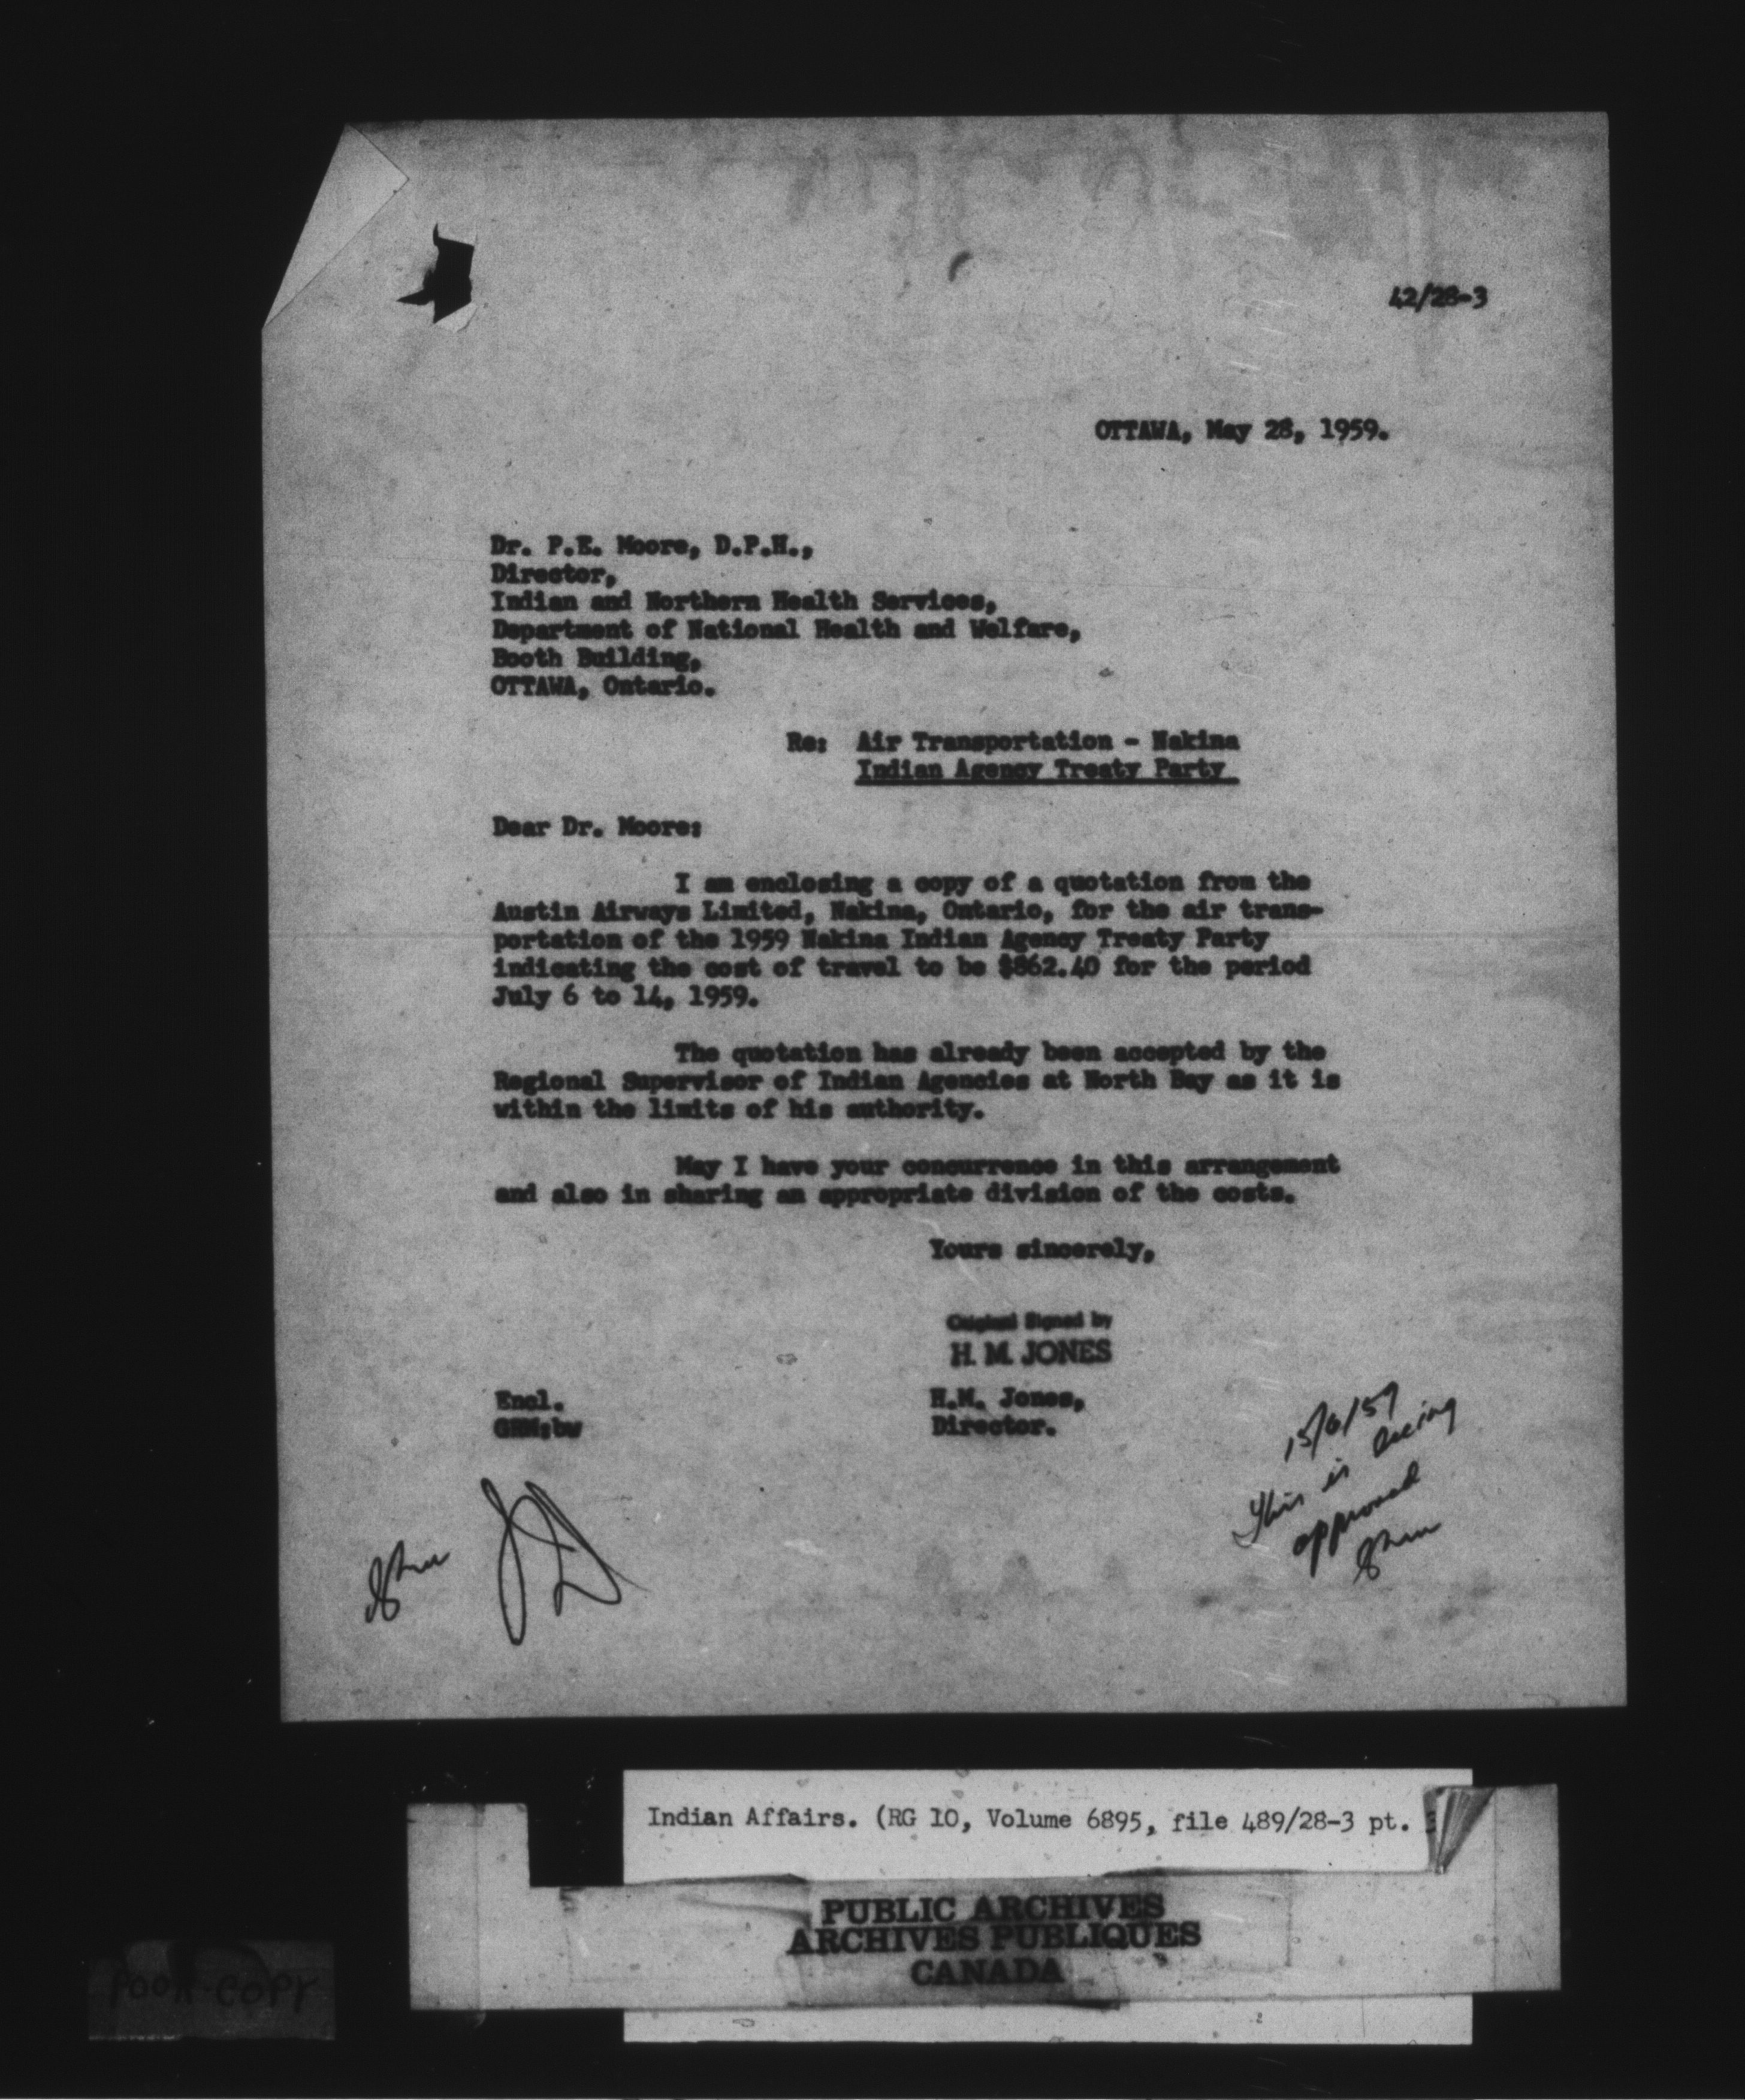 42/28-3
OTTAWA, May 28, 1959.
Dr. P.E. Moore, D.P.H.,
Director,
Indian and Northern Health Services,
Department of National Health and Welfare,
Booth Building,
OTTAWA, Ontario.
Re: Air Transportation - Nakina
Indian Agency Treaty Party
Dear Dr. Moore:
I am enclosing a copy of a quotation from the
Austin Airways Limited, Nakina, Ontario, for the air trans-
portation of the 1959 Nakina Indian Agency Treaty Party
indicating the cost of travel to be $862.40 for the period
July 6 to 14, 1959.
The quotation has already been accepted by the
Regional Supervisor of Indian Agencies at North Bay as it is
within the limits of his authority.
May I have your concurrence in this arrangement
and also in sharing an appropriate division of the costs.
Yours sincerely,
Original Signed by
H. M. JONES
Encl.
H.M. Jones,
Director.
15/6/59
This is being
approved
Indian Affairs. (RG 10, Volume 6895, file 489/28-3 pt.
PUBLIC ARCHIVES
ARCHIVES PUBLIQUES
CANADA
POOR COPY